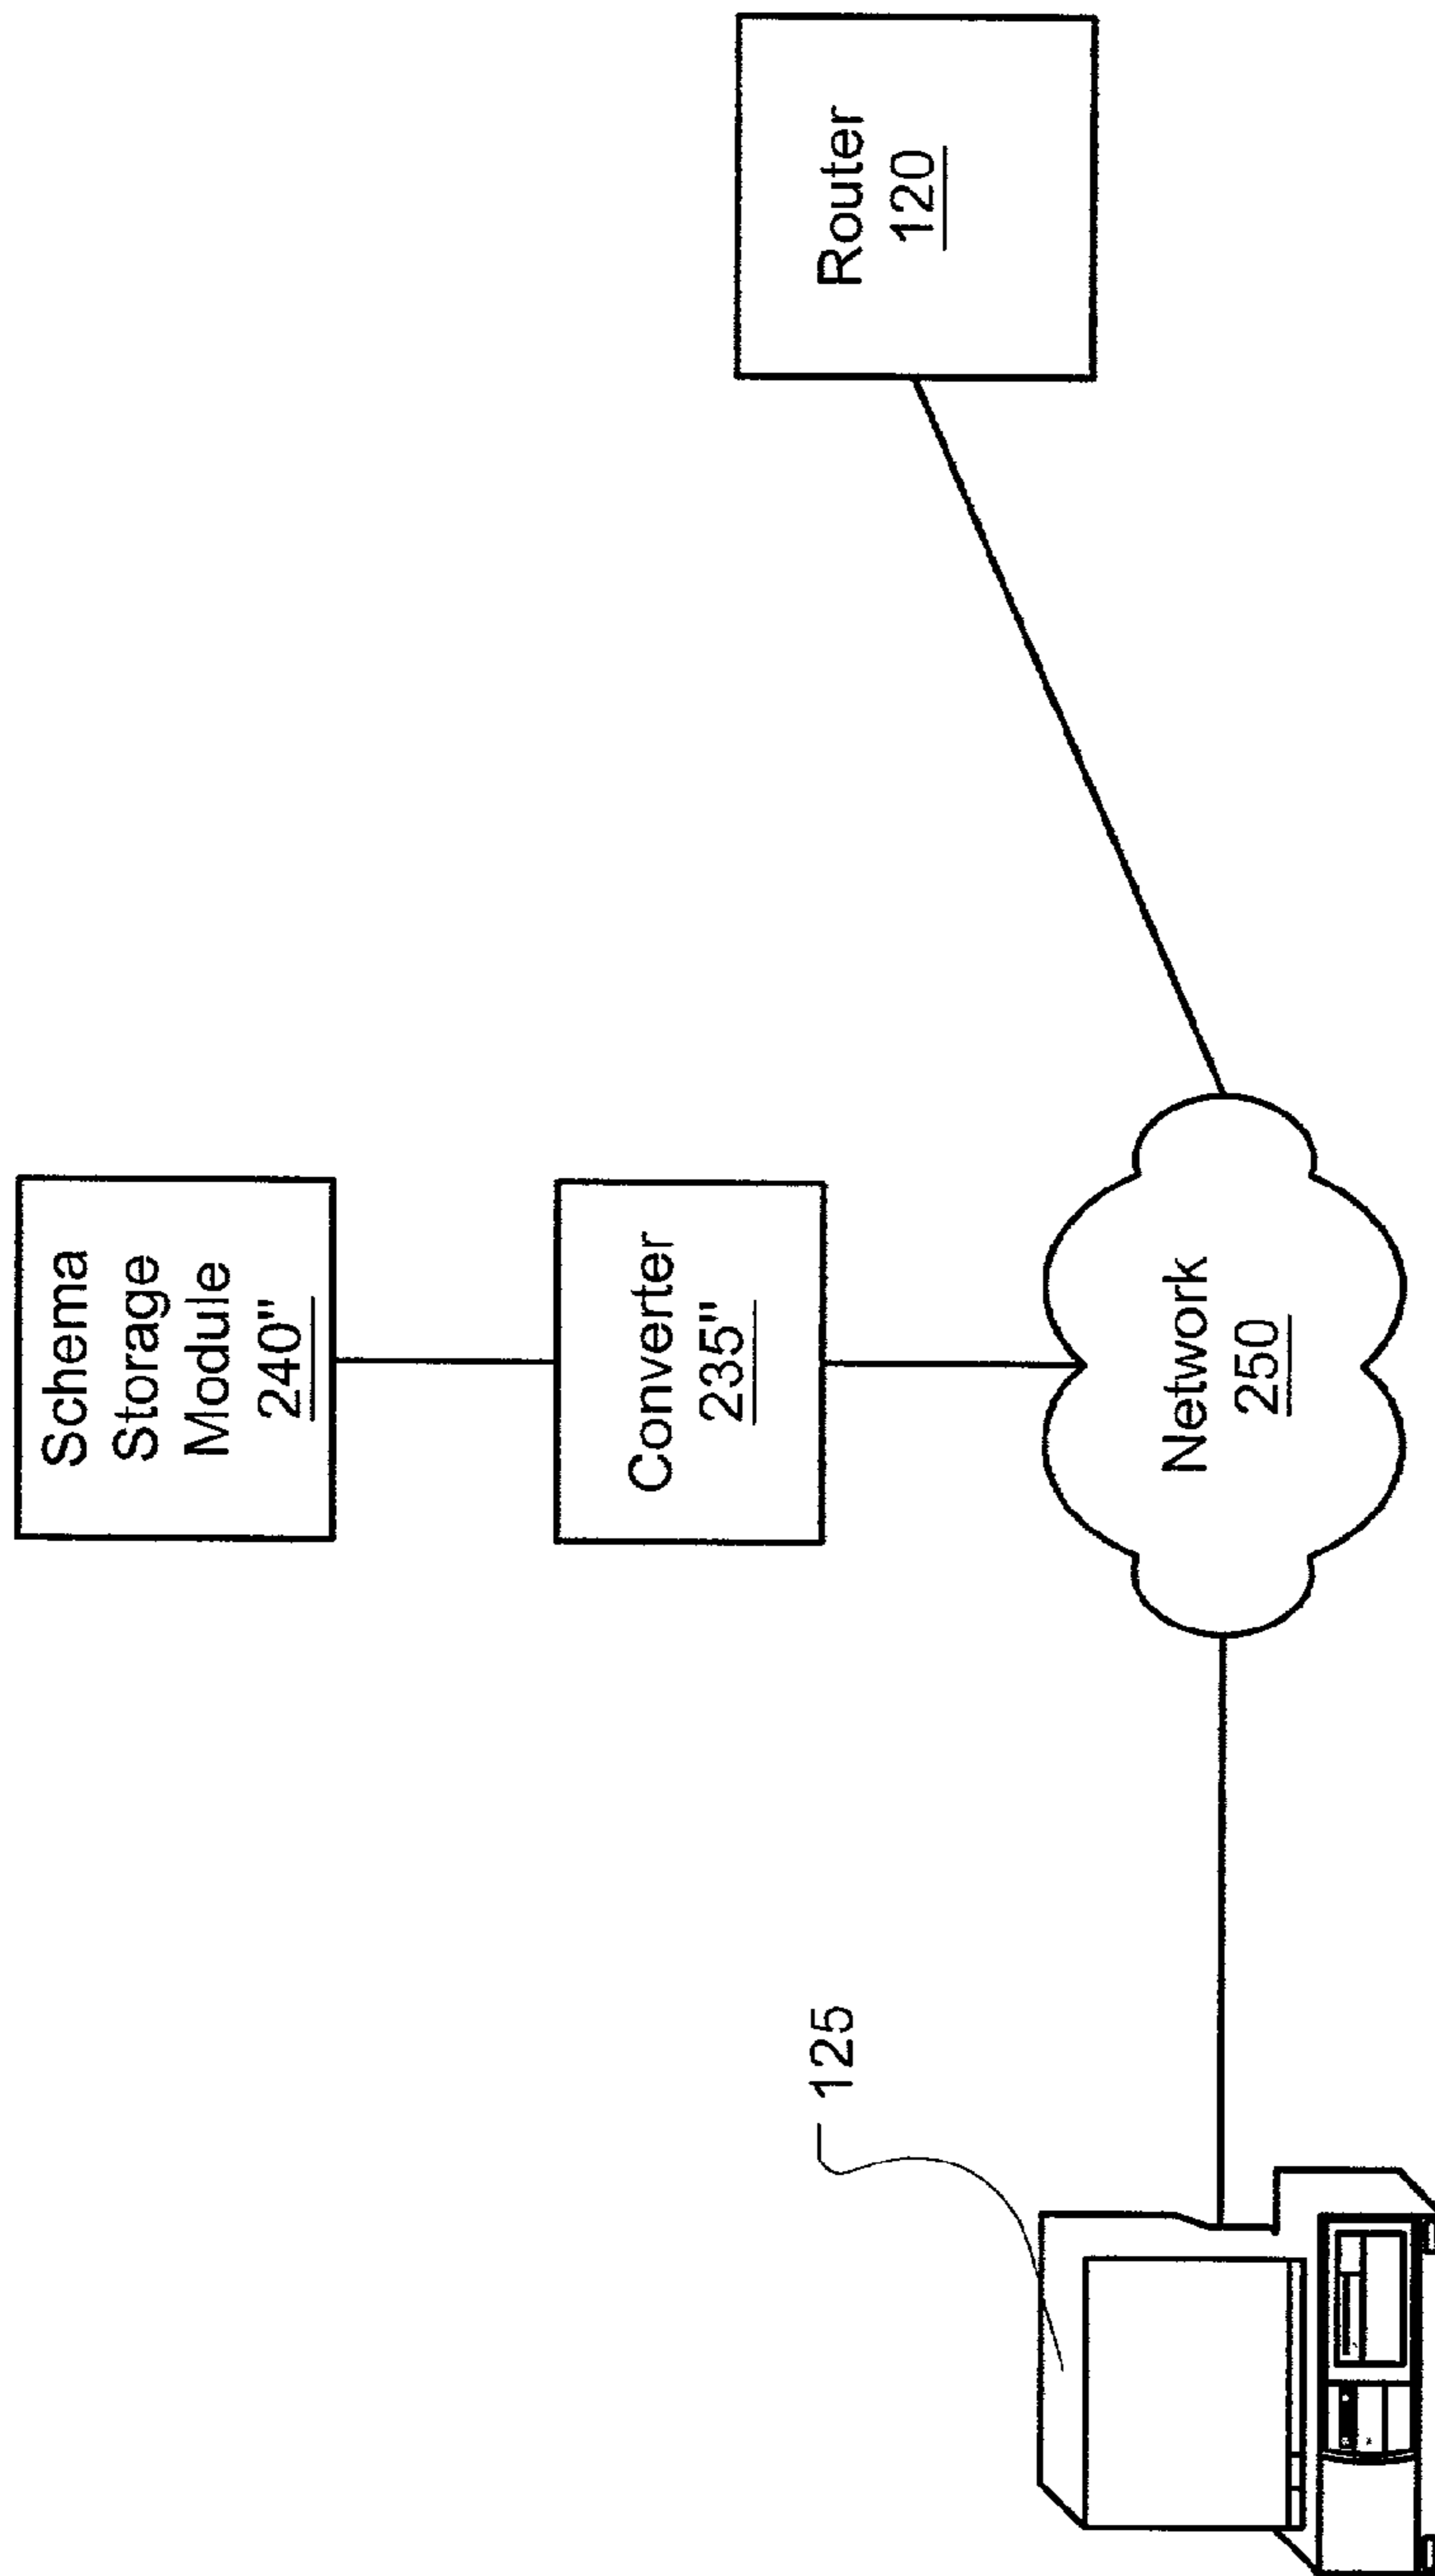 Schema
Storage
Module
240"
Converter
235"
Router
120
Network
250
125